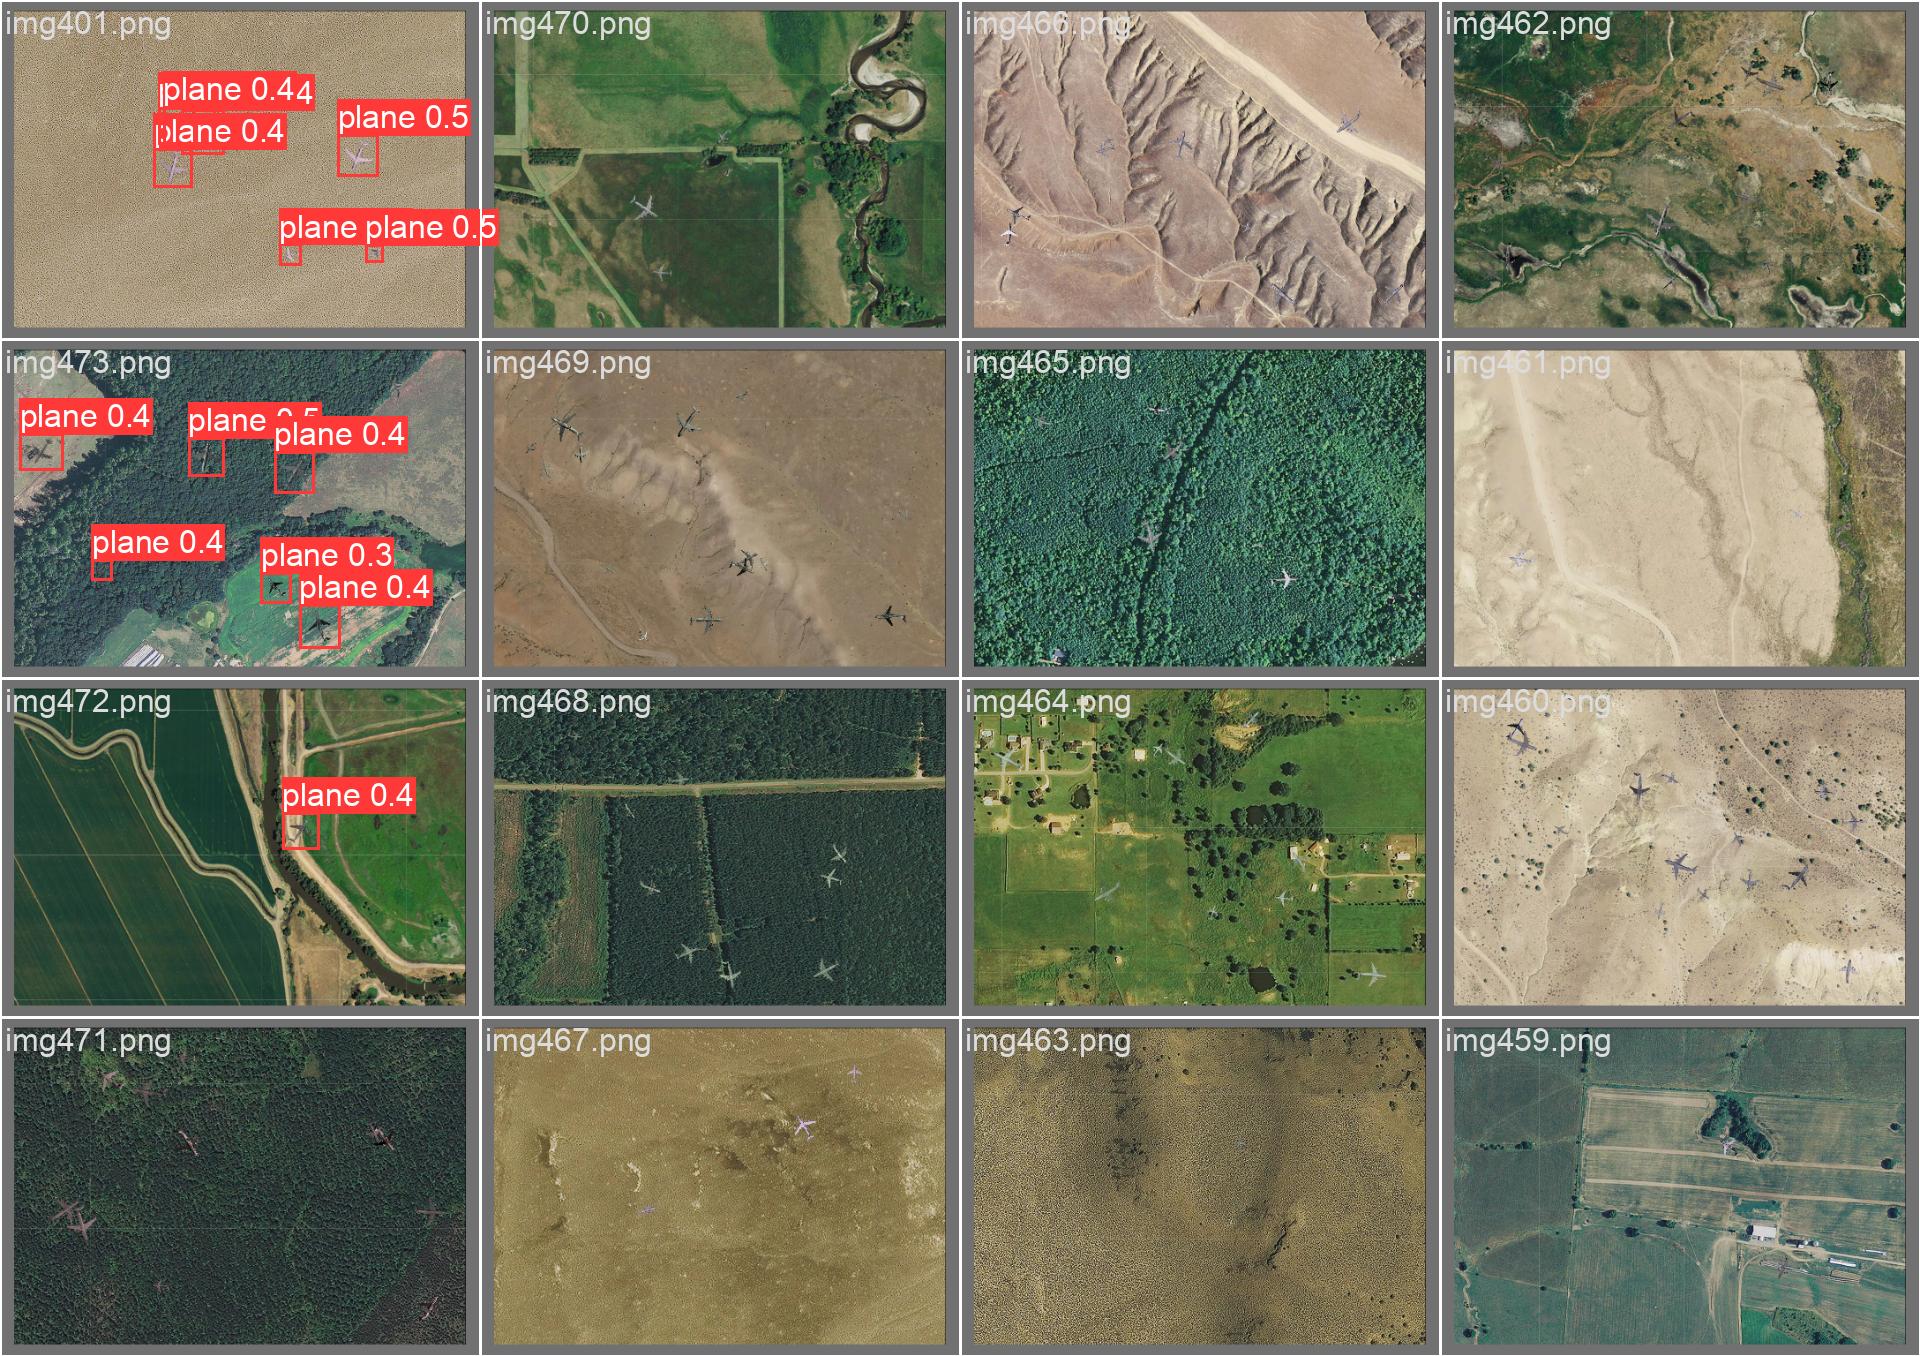 img401.png
img470.png
img466.png
img462.png
plane 0.44
plane 0.4
plane 0.5
plane plane 0.5
img473.png
img469.png
img465.png
img461.png
plane 0.4
plane 0.5
plane 0.4
plane 0.4
plane 0.3
plane 0.4
img472.png
img468.png
img464.png
img460.png
plane 0.4
img471.png
img467.png
img463.png
img459.png